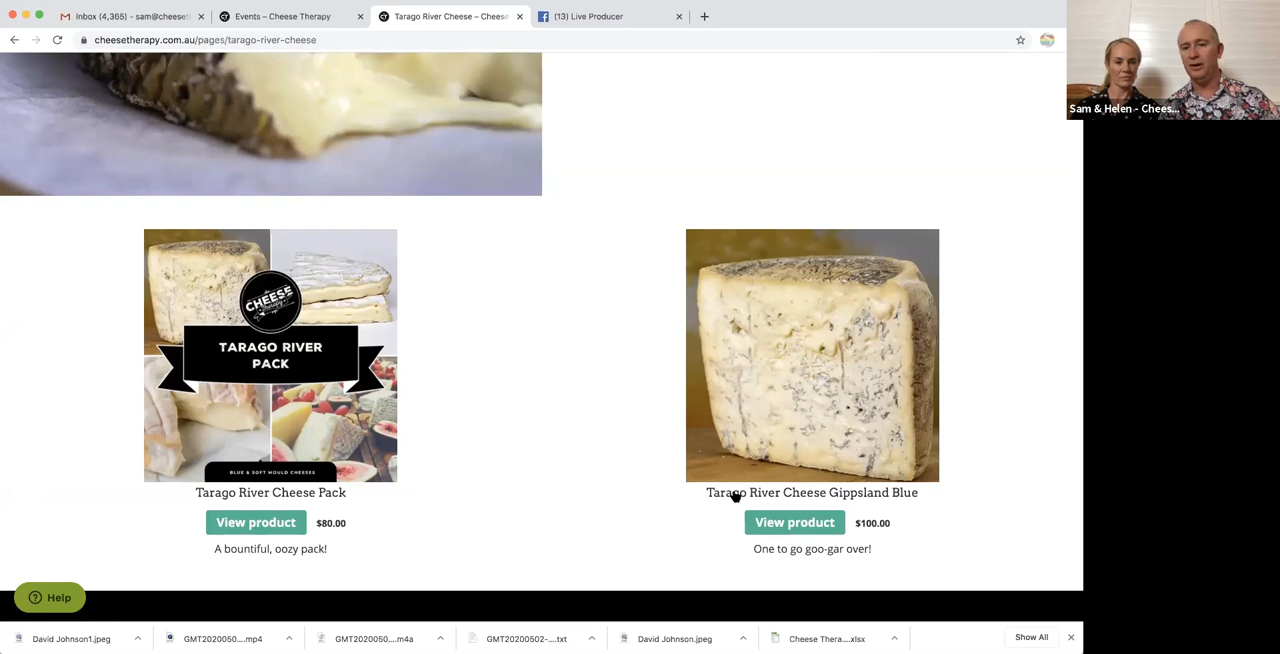 Inbox (4,365) - sam@cheeset
Events – Cheese Therapy
Tarago River Cheese – Cheese
(13) Live Producer
cheesetherapy.com.au/pages/tarago-river-cheese
Sam & Helen - Chees...
CHEESE
TARAGO RIVER
PACK
BLUE & SOFT MOULD CHEESES
Tarago River Cheese Pack
View product $80.00
A bountiful, oozy pack!
Tarago River Cheese Gippsland Blue
View product $100.00
One to go goo-gar over!
Help
David Johnson1.jpeg
GMT2020050....mp4
GMT2020050....m4a
GMT20200502-....txt
David Johnson.jpeg
Cheese Thera....xlsx
Show All